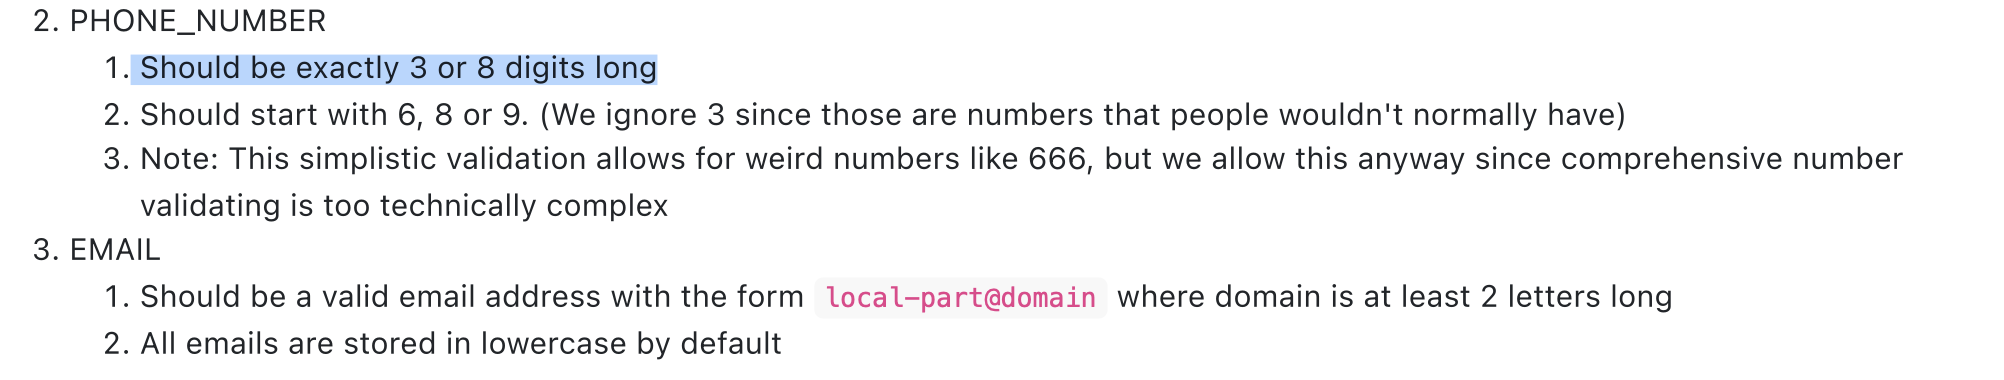 2. PHONE_NUMBER
1. Should be exactly 3 or 8 digits long
2. Should start with 6, 8 or 9. (We ignore 3 since those are numbers that people wouldn't normally have)
3. Note: This simplistic validation allows for weird numbers like 666, but we allow this anyway since comprehensive number
validating is too technically complex
3. EMAIL
1. Should be a valid email address with the form local-part@domain where domain is at least 2 letters long
2. All emails are stored in lowercase by default